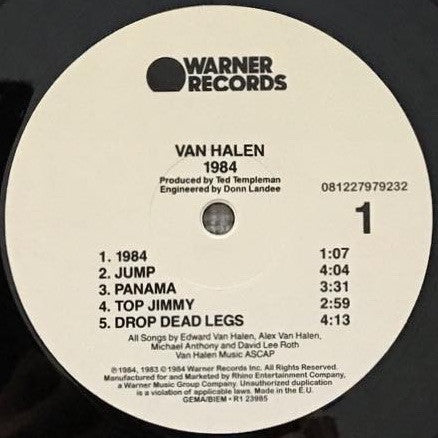 WARNER
RECORDS
VAN HALEN
1984
Produced by Ted Templeman
Engineered by Donn Landee
081227979232
1
1. 1984 1:07
2. JUMP 4:04
3. PANAMA 3:31
4. TOP JIMMY 2:59
5. DROP DEAD LEGS 4:13
All Songs by Edward Van Halen, Alex Van Halen,
Michael Anthony and David Lee Roth
Van Halen Music ASCAP
℗1984, 1983 ©1984 Warner Records Inc. All Rights Reserved.
Manufactured for and Marketed by Rhino Entertainment Company,
a Warner Music Group Company. Unauthorized duplication
is a violation of applicable laws. Made in the E.U.
GEMA/BIEM • R1 23985